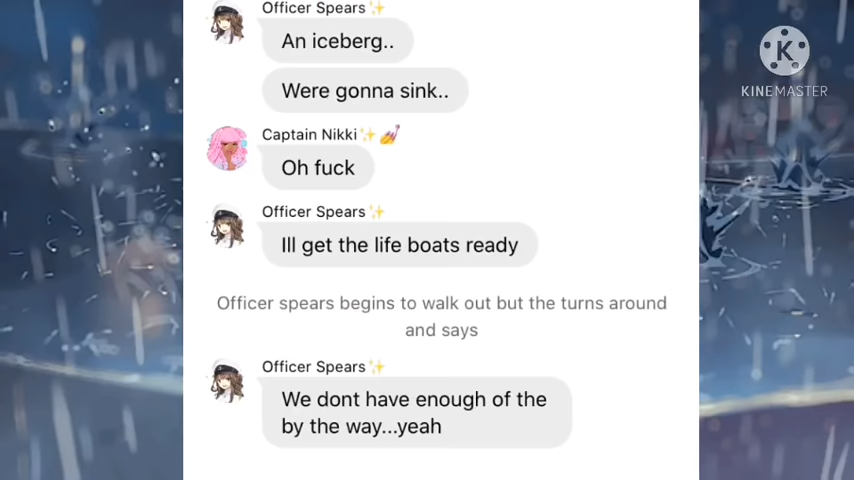 Officer Spears✨
An iceberg..
Were gonna sink..
Captain Nikki✨💅
Oh fuck
Officer Spears✨
Ill get the life boats ready
Officer spears begins to walk out but the turns around
and says
Officer Spears✨
We dont have enough of the
by the way...yeah
K
KINEMASTER